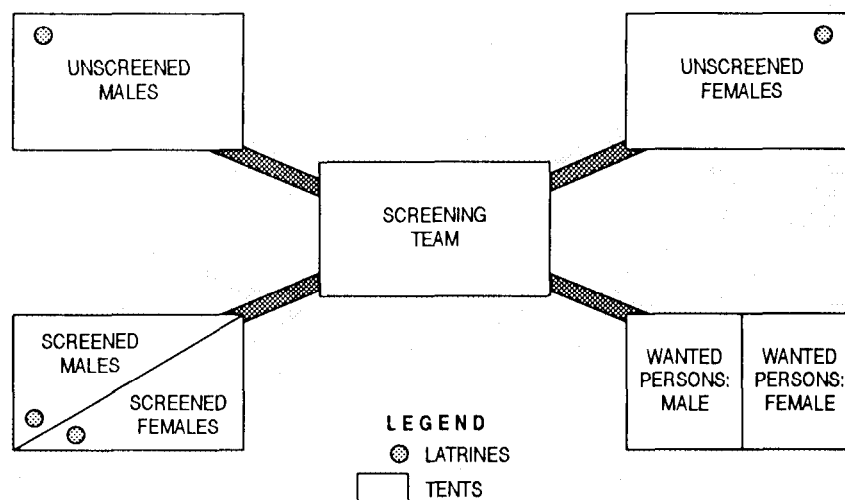 UNSCREENED
MALES
UNSCREENED
FEMALES
SCREENING
TEAM
SCREENED
MALES
SCREENED
FEMALES
WANTED
PERSONS:
MALE
WANTED
PERSONS:
FEMALE
LEGEND
LATRINES
TENTS